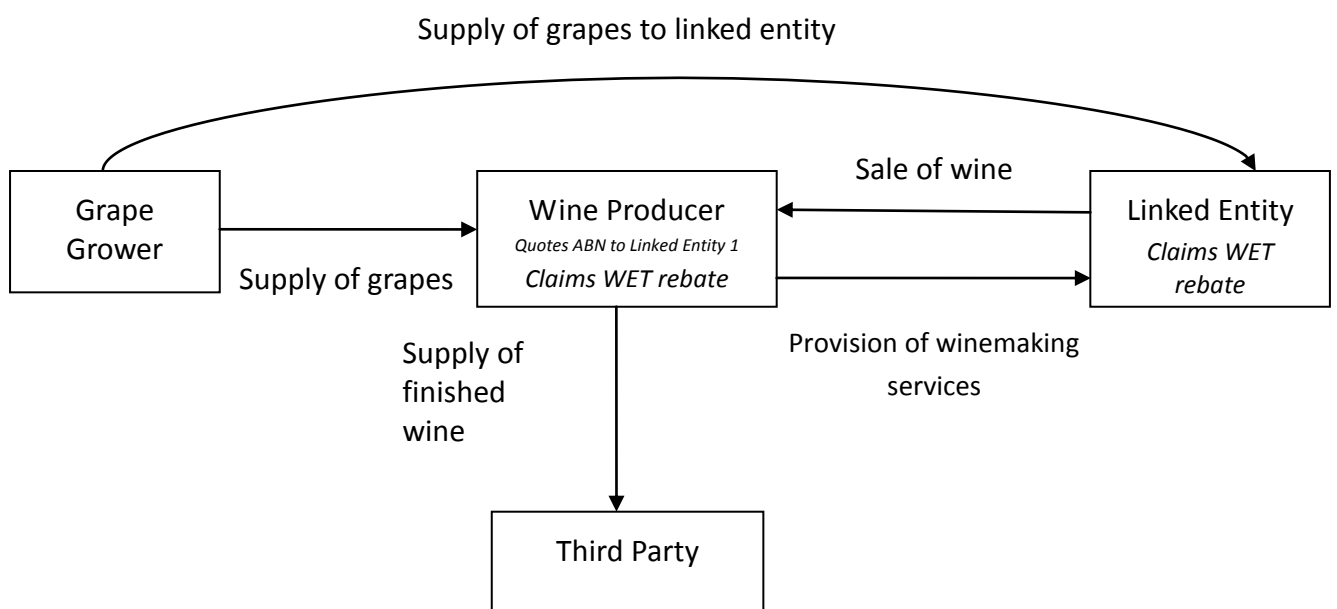 Supply of grapes to linked entity
Grape
Grower
Supply of grapes
Wine Producer
Quotes ABN to Linked Entity 1
Claims WET rebate
Sale of wine
Linked Entity
Claims WET
rebate
Provision of winemaking
services
Supply of
finished
wine
Third Party